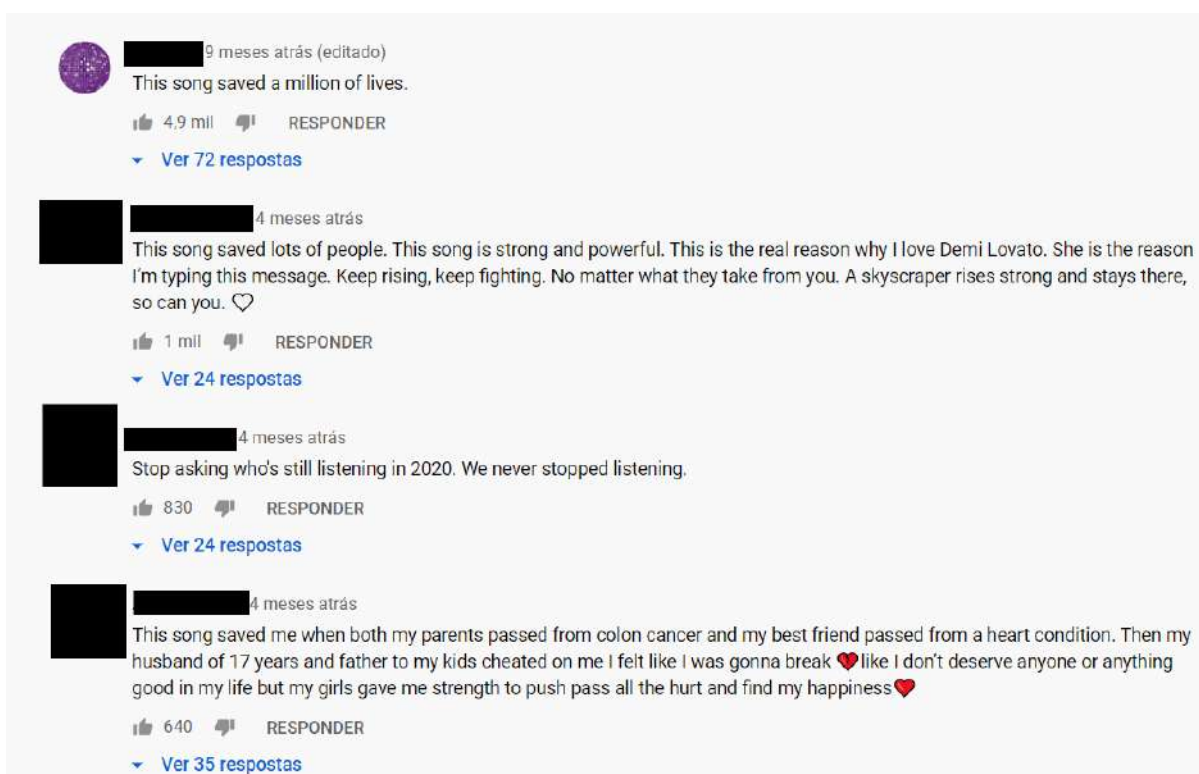 9 meses atrás (editado)
This song saved a million of lives.
4,9 mil RESPONDER
Ver 72 respostas
4 meses atrás
This song saved lots of people. This song is strong and powerful. This is the real reason why I love Demi Lovato. She is the reason
I'm typing this message. Keep rising, keep fighting. No matter what they take from you. A skyscraper rises strong and stays there,
so can you. ♡
1 mil RESPONDER
Ver 24 respostas
4 meses atrás
Stop asking who's still listening in 2020. We never stopped listening.
830 RESPONDER
Ver 24 respostas
4 meses atrás
This song saved me when both my parents passed from colon cancer and my best friend passed from a heart condition. Then my
husband of 17 years and father to my kids cheated on me I felt like I was gonna break 💔like I don't deserve anyone or anything
good in my life but my girls gave me strength to push pass all the hurt and find my happiness❤
640 RESPONDER
Ver 35 respostas